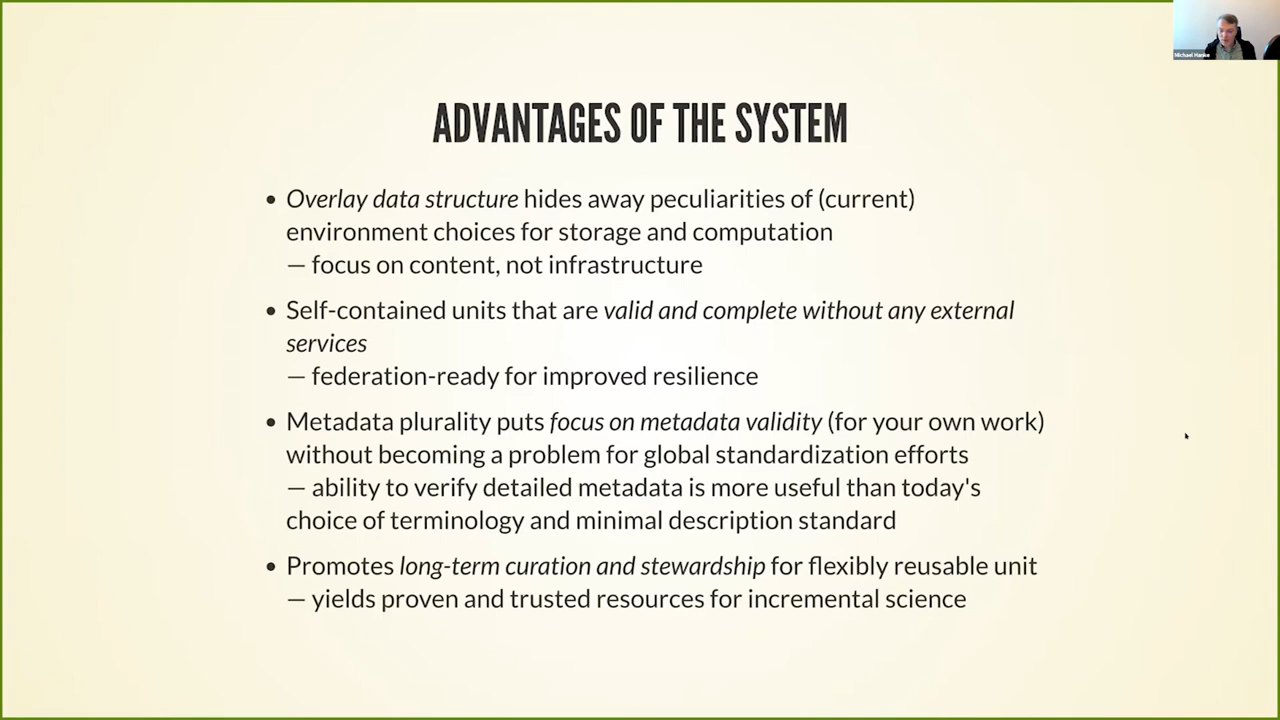 Michael Hanke
ADVANTAGES OF THE SYSTEM
• Overlay data structure hides away peculiarities of (current)
environment choices for storage and computation
— focus on content, not infrastructure
• Self-contained units that are valid and complete without any external
services
— federation-ready for improved resilience
• Metadata plurality puts focus on metadata validity (for your own work)
without becoming a problem for global standardization efforts
— ability to verify detailed metadata is more useful than today's
choice of terminology and minimal description standard
• Promotes long-term curation and stewardship for flexibly reusable unit
— yields proven and trusted resources for incremental science